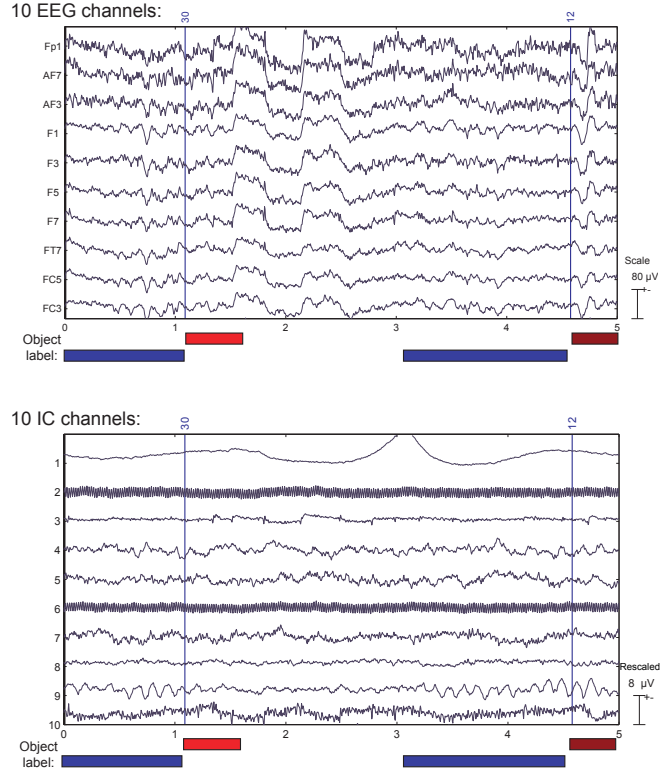 10 EEG channels:
30
12
Fp1
AF7
AF3
F1
F3
F5
F7
FT7
FC5
FC3
Scale
80 μV
+-
0 1 2 3 4 5
Object
label:
10 IC channels:
30
12
1
2
3
4
5
6
7
8
9
10
Rescaled
8 μV
+-
0 1 2 3 4 5
Object
label: